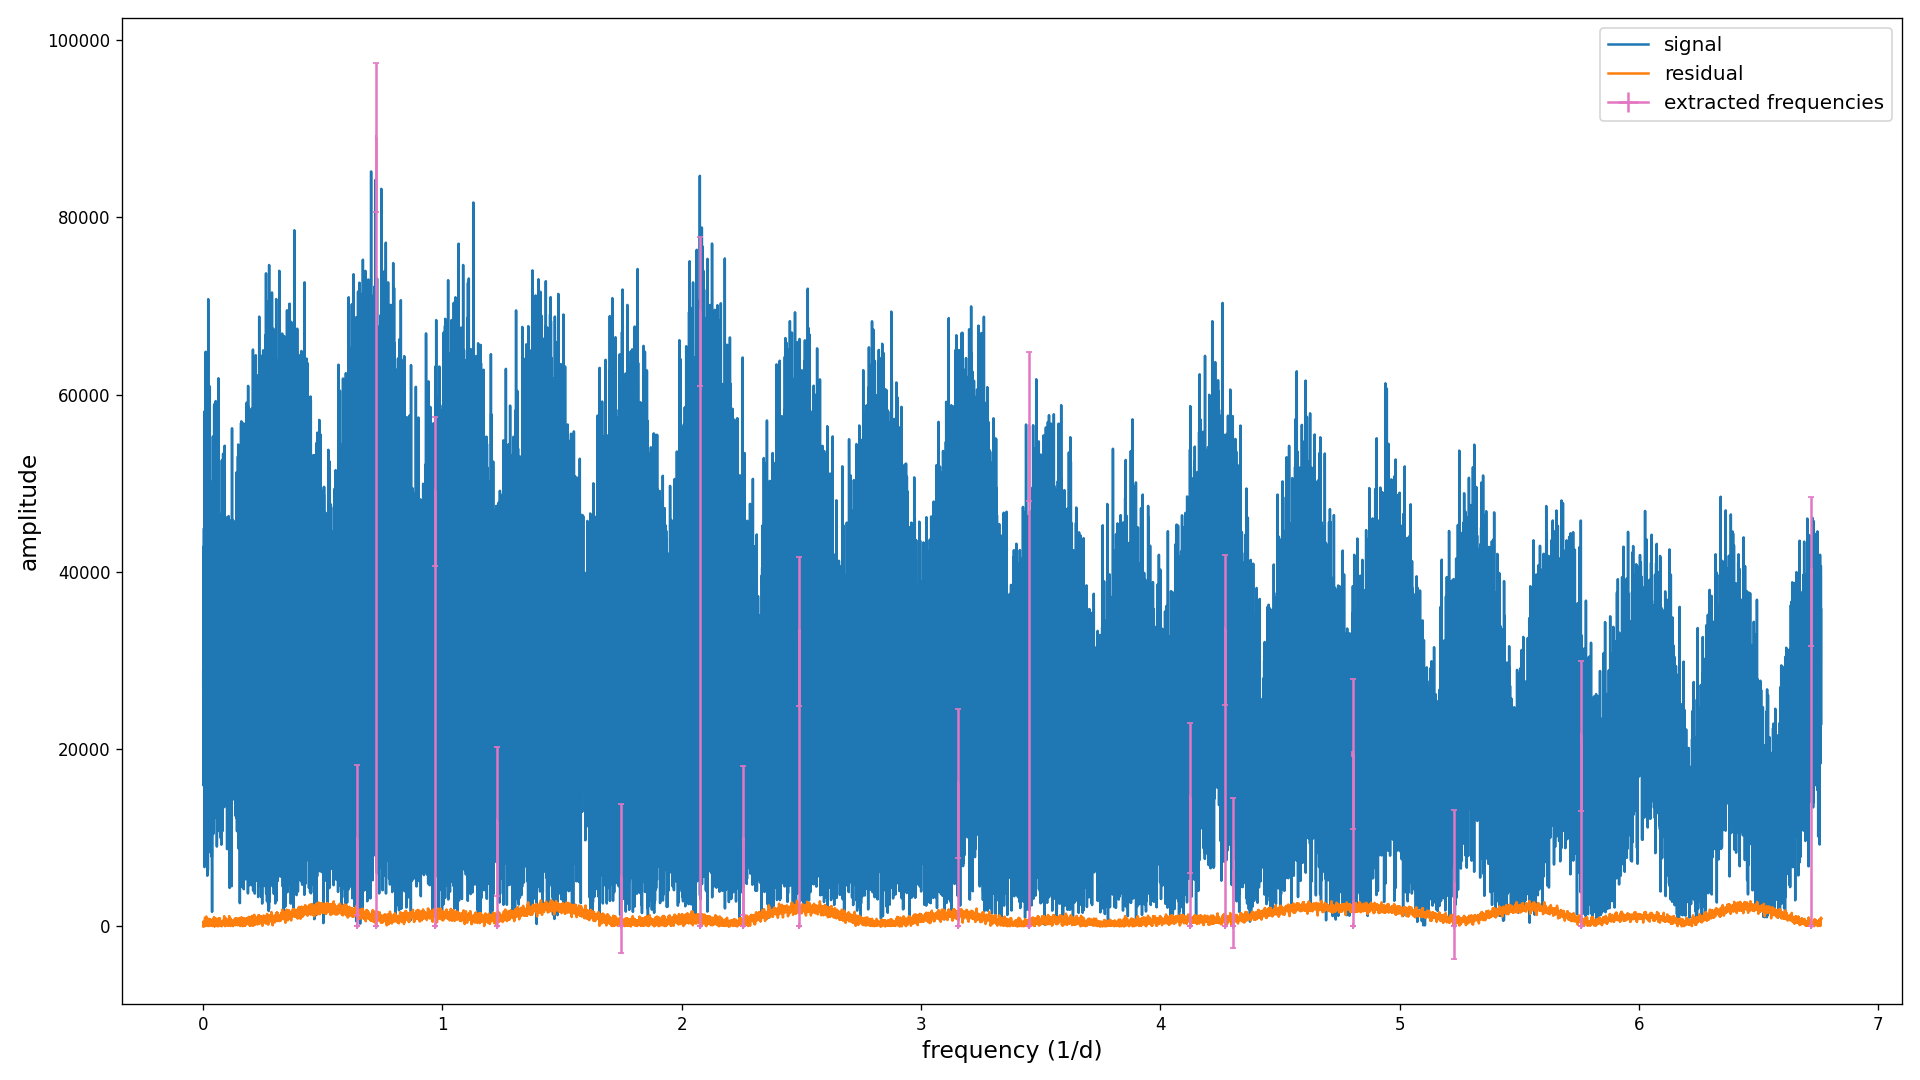 100000
80000
60000
40000
20000
0
amplitude
signal
residual
extracted frequencies
0 1 2 3 4 5 6 7
frequency (1/d)